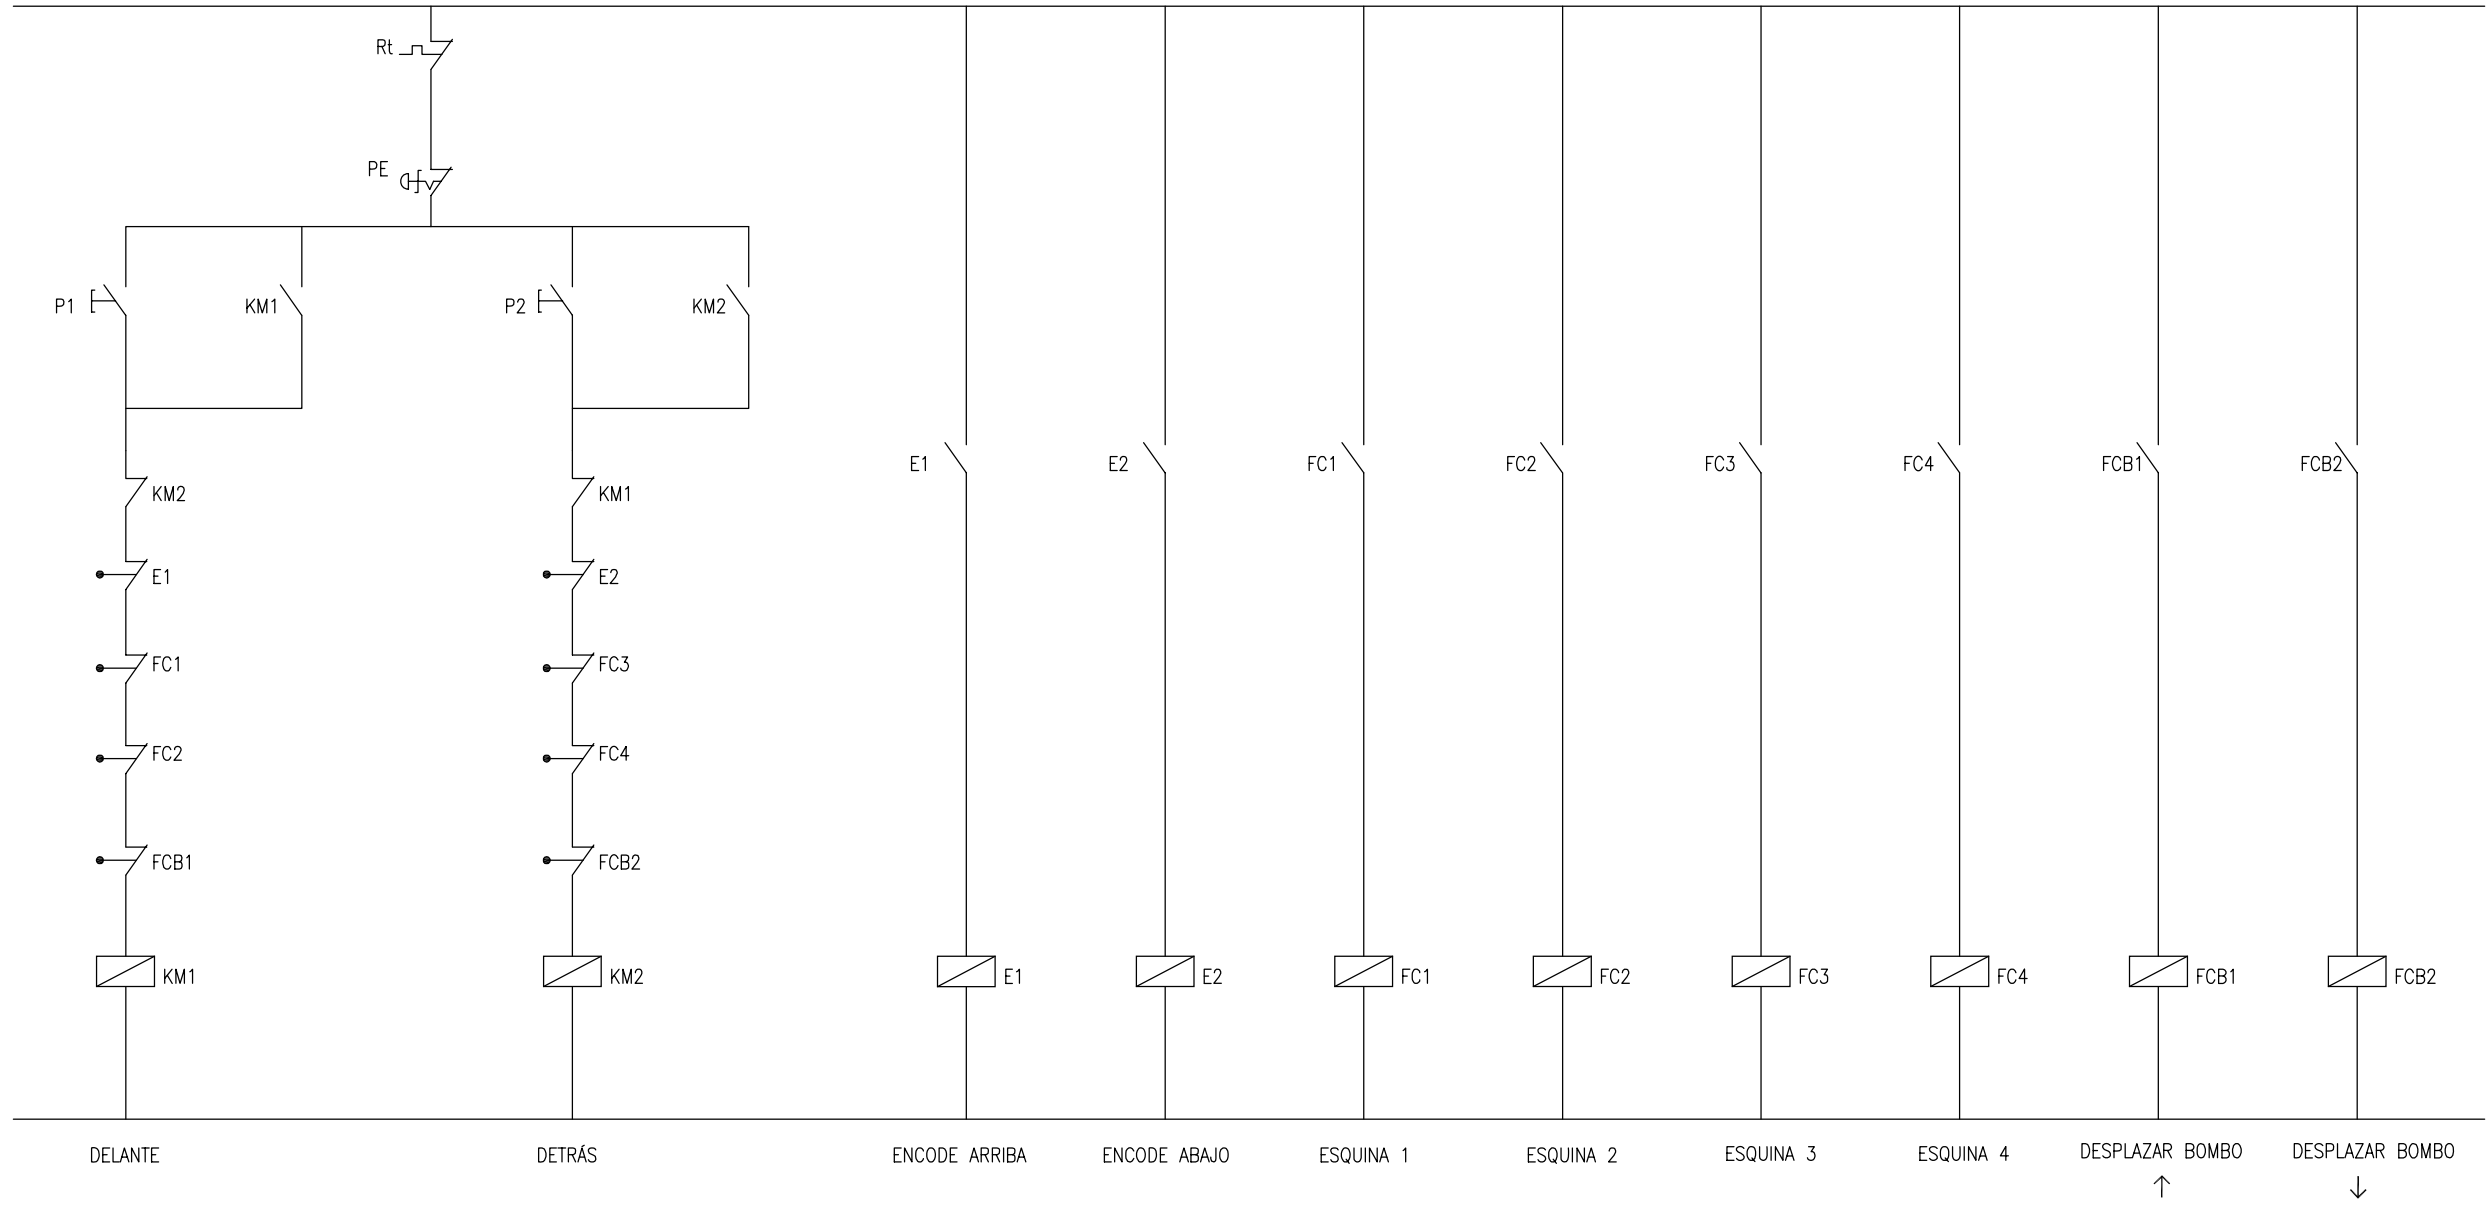 Rt
PE
P1
KM1
P2
KM2
E1
E2
FC1
FC2
FC3
FC4
FCB1
FCB2
KM2
KM1
E1
E2
FC1
FC3
FC2
FC4
FCB1
FCB2
KM1
KM2
E1
E2
FC1
FC2
FC3
FC4
FCB1
FCB2
DELANTE
DETRÁS
ENCODE ARRIBA
ENCODE ABAJO
ESQUINA 1
ESQUINA 2
ESQUINA 3
ESQUINA 4
DESPLAZAR BOMBO
↑
DESPLAZAR BOMBO
↓